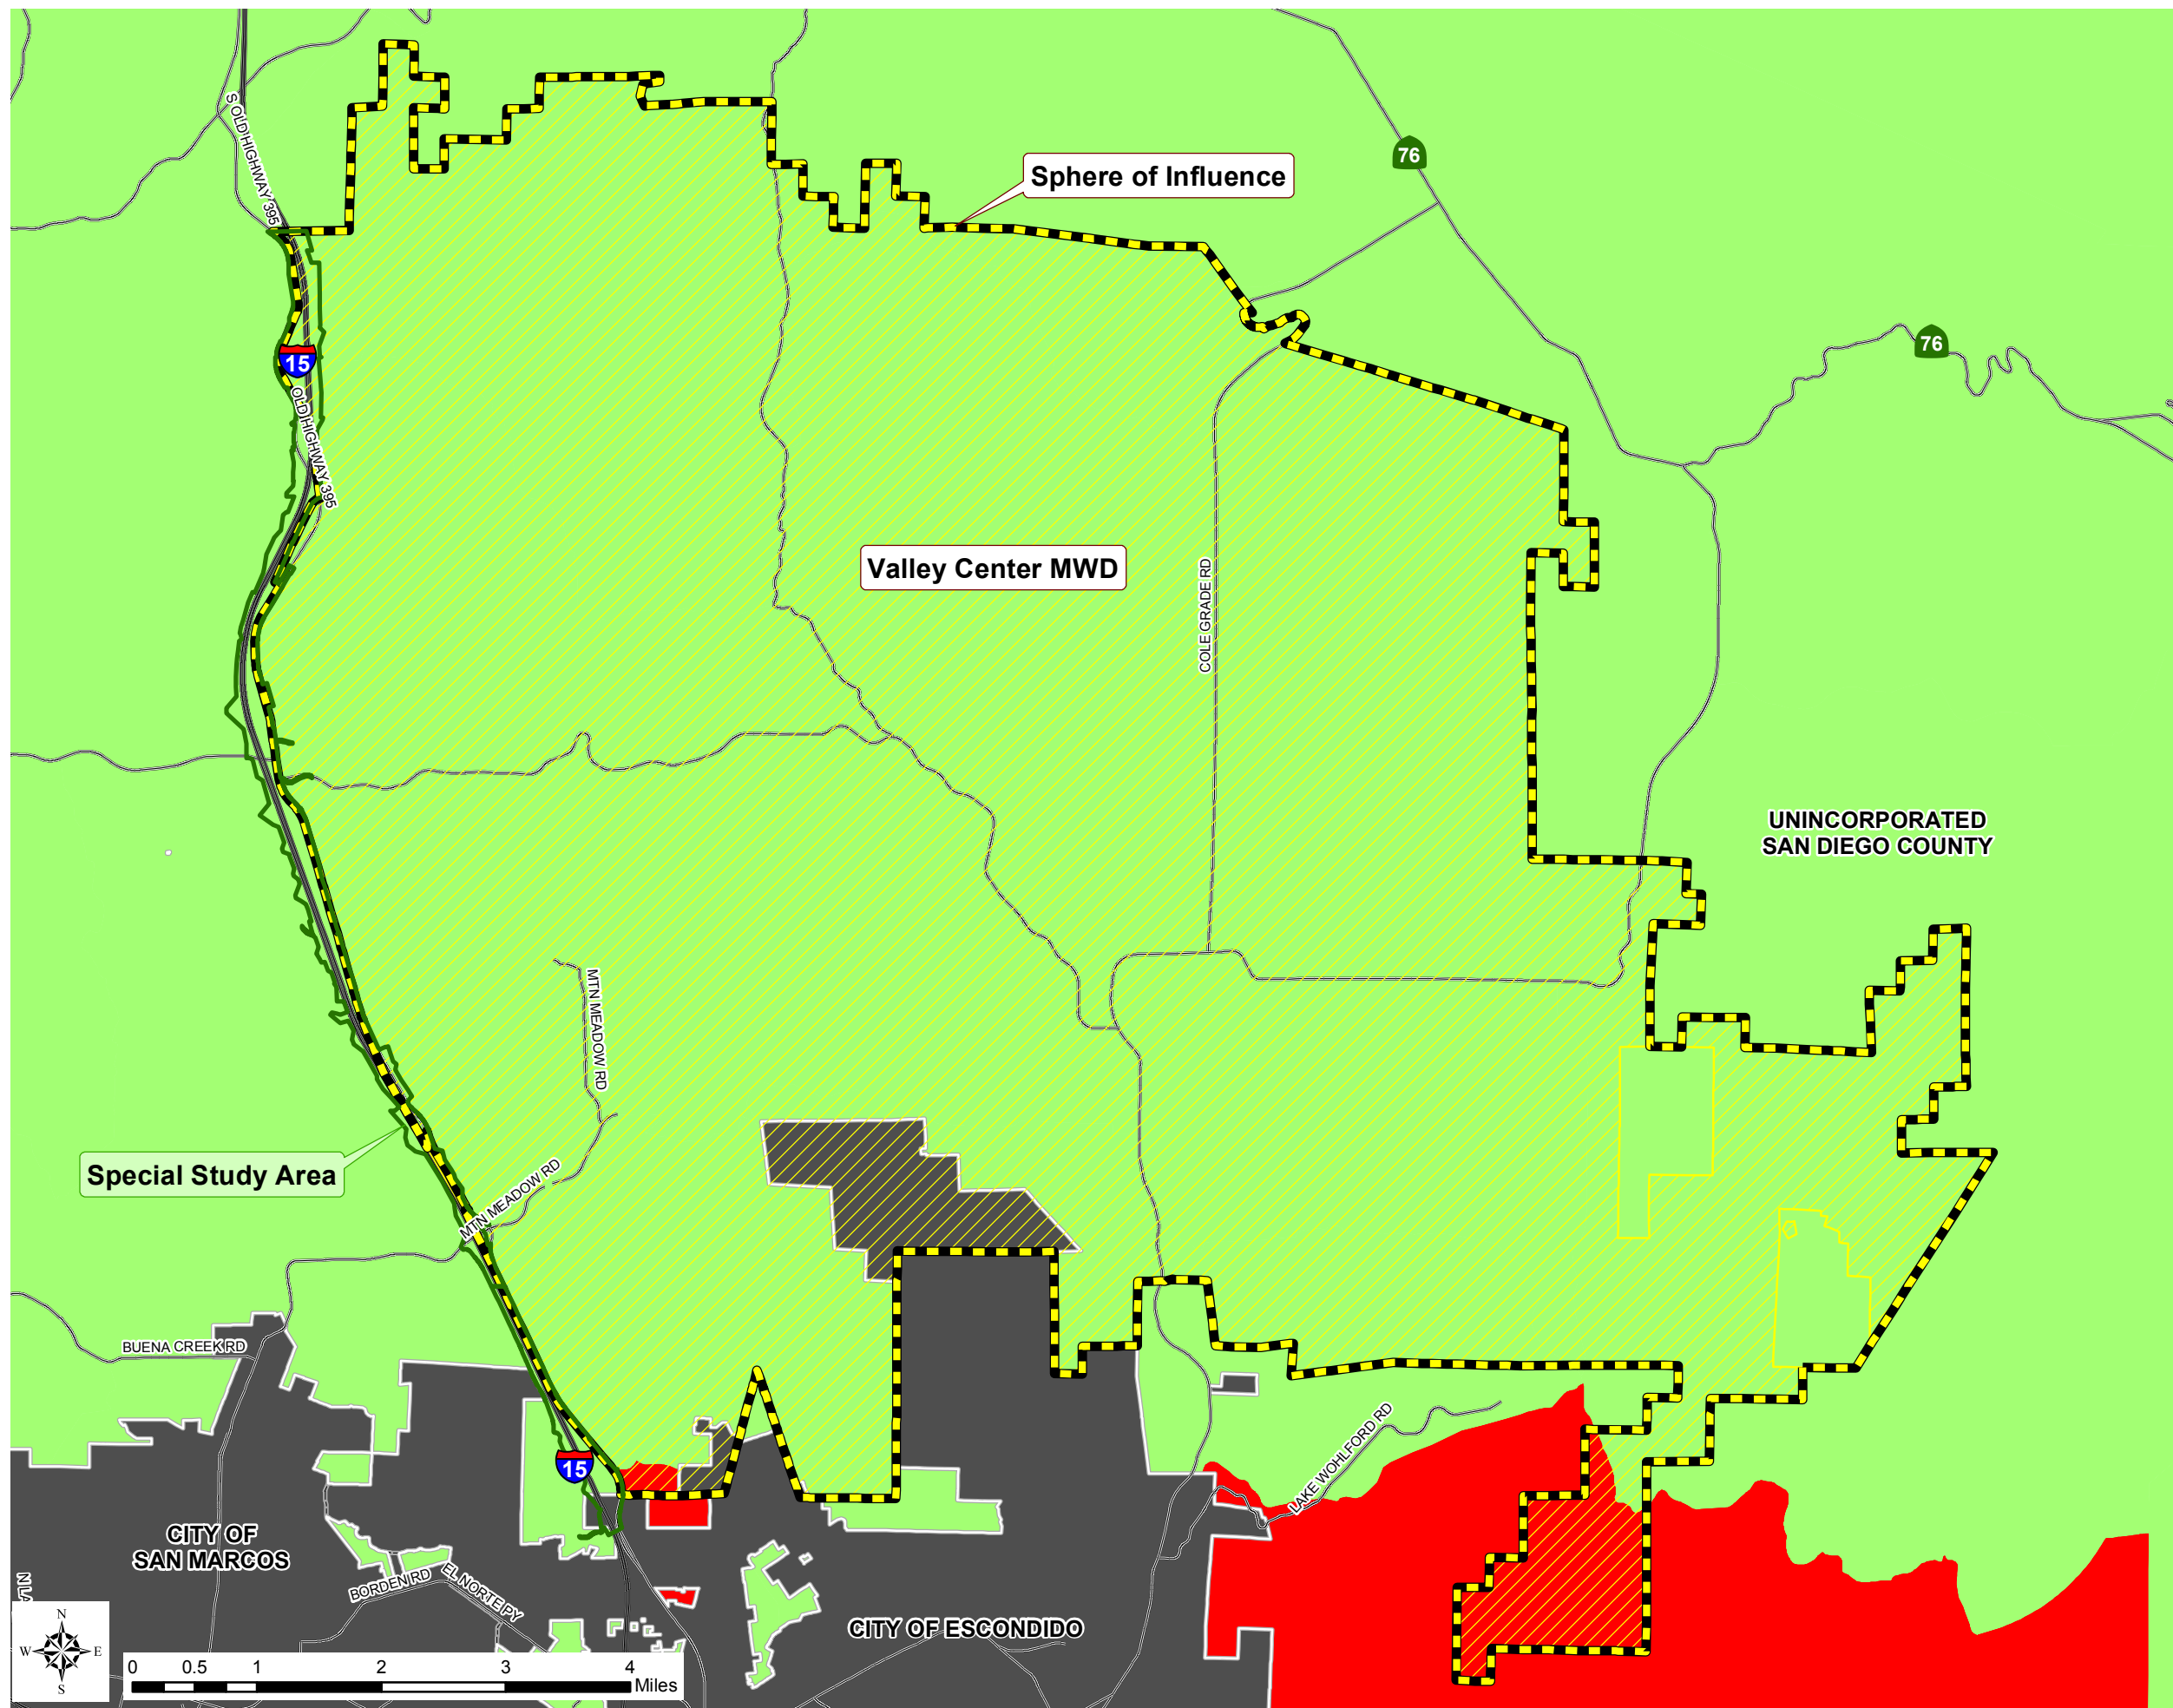 S OLD HIGHWAY 395
76
Sphere of Influence
76
15
OLD HIGHWAY 395
Valley Center MWD
COLE GRADE RD
UNINCORPORATED
SAN DIEGO COUNTY
MTN MEADOW RD
Special Study Area
MTN MEADOW RD
BUENA CREEK RD
15
LAKE WOHLFORD RD
CITY OF
SAN MARCOS
BORDEN RD
EL NORTE PY
CITY OF ESCONDIDO
N LA
N
W E
S
0 0.5 1 2 3 4
Miles